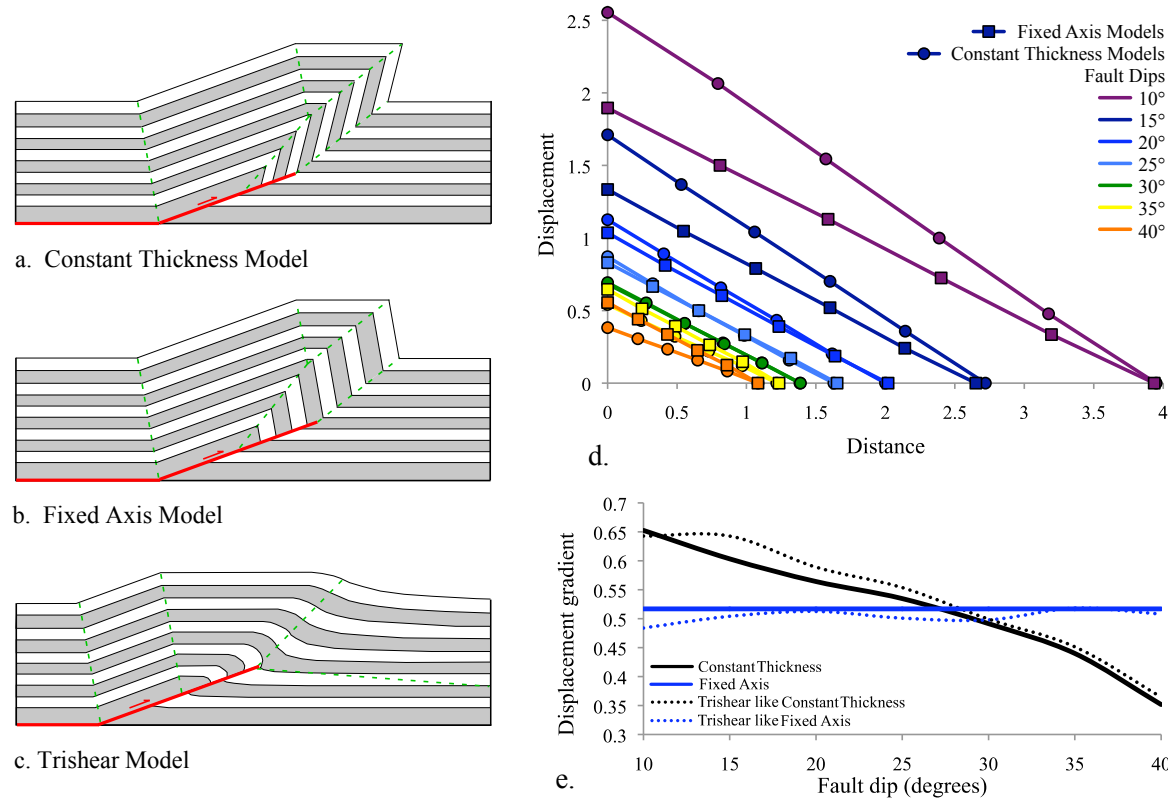 a. Constant Thickness Model
b. Fixed Axis Model
c. Trishear Model
2.5
2
1.5
1
0.5
0
Displacement
Fixed Axis Models
Constant Thickness Models
Fault Dips
10°
15°
20°
25°
30°
35°
40°
0 0.5 1 1.5 2 2.5 3 3.5 4
Distance
d.
0.7
0.65
0.6
0.55
0.5
0.45
0.4
0.35
0.3
Displacement gradient
Constant Thickness
Fixed Axis
Trishear like Constant Thickness
Trishear like Fixed Axis
10 15 20 25 30 35 40
Fault dip (degrees)
e.